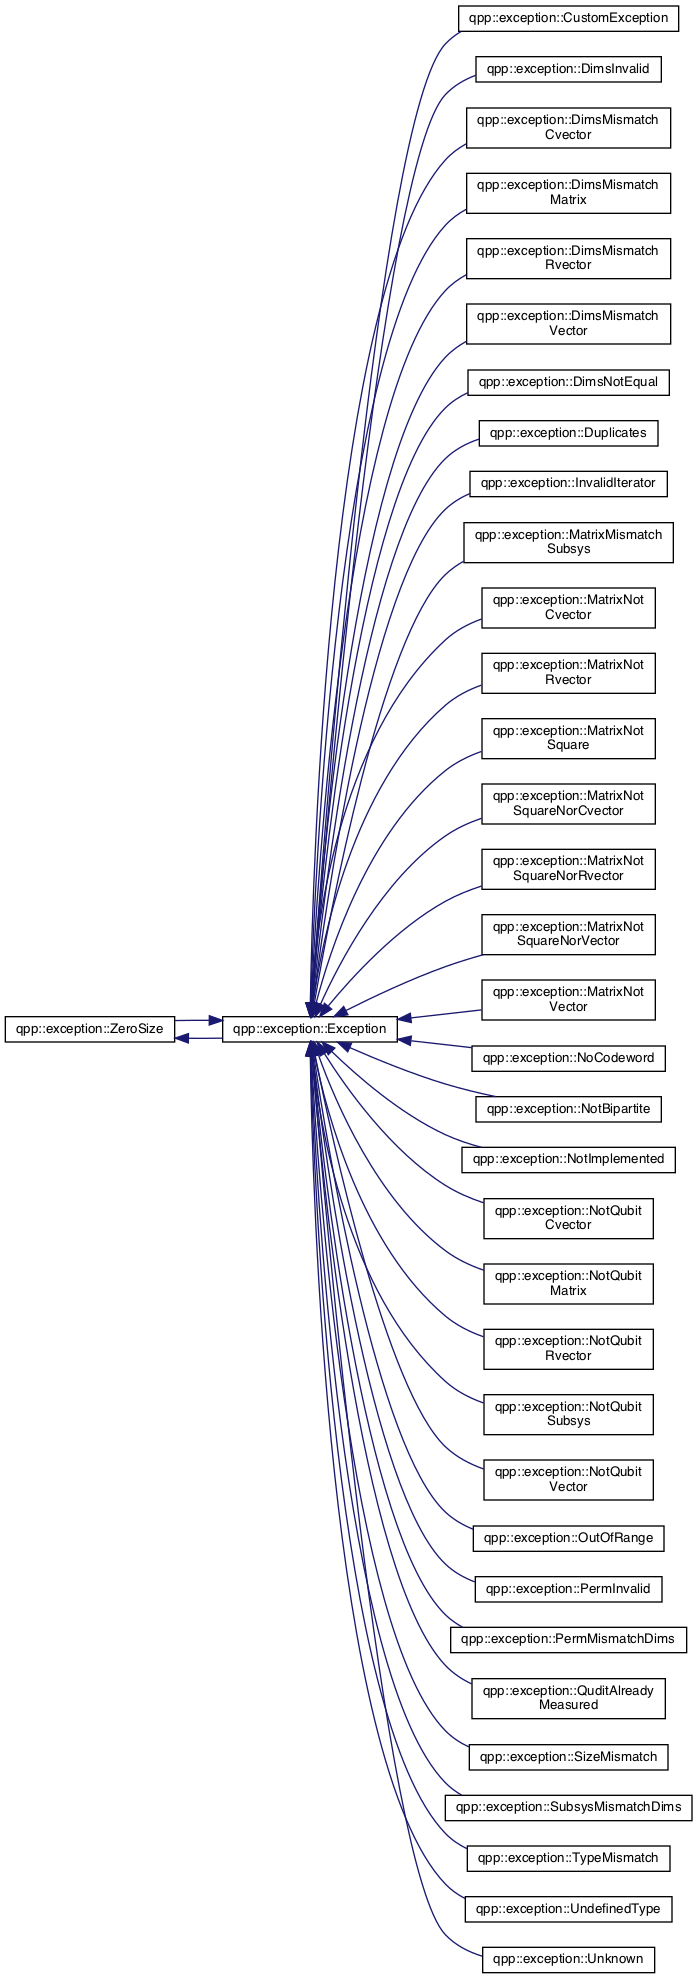 qpp::exception::CustomException
qpp::exception::DimsInvalid
qpp::exception::DimsMismatch
Cvector
qpp::exception::DimsMismatch
Matrix
qpp::exception::DimsMismatch
Rvector
qpp::exception::DimsMismatch
Vector
qpp::exception::DimsNotEqual
qpp::exception::Duplicates
qpp::exception::InvalidIterator
qpp::exception::MatrixMismatch
Subsys
qpp::exception::MatrixNot
Cvector
qpp::exception::MatrixNot
Rvector
qpp::exception::MatrixNot
Square
qpp::exception::MatrixNot
SquareNorCvector
qpp::exception::MatrixNot
SquareNorRvector
qpp::exception::MatrixNot
SquareNorVector
qpp::exception::MatrixNot
Vector
qpp::exception::ZeroSize
qpp::exception::Exception
qpp::exception::NoCodeword
qpp::exception::NotBipartite
qpp::exception::NotImplemented
qpp::exception::NotQubit
Cvector
qpp::exception::NotQubit
Matrix
qpp::exception::NotQubit
Rvector
qpp::exception::NotQubit
Subsys
qpp::exception::NotQubit
Vector
qpp::exception::OutOfRange
qpp::exception::PermInvalid
qpp::exception::PermMismatchDims
qpp::exception::QuditAlready
Measured
qpp::exception::SizeMismatch
qpp::exception::SubsysMismatchDims
qpp::exception::TypeMismatch
qpp::exception::UndefinedType
qpp::exception::Unknown